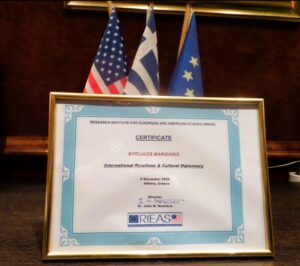 RESEARCH INSTITUTE FOR EUROPEAN AND AMERICAN STUDIES (RIEAS)
CERTIFICATE
KYRIAKOS
International Relations & Cultural Diplomacy
Athens, Greece
Director
Dr. John M. Nomikos
RIEAS